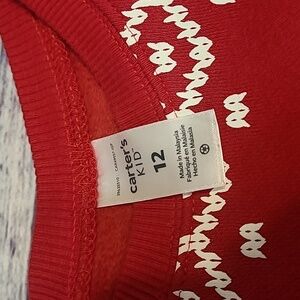 carter's
KID
12
Made in Malaysia
Fabriqué en Malaisie
Hecho en Malasia